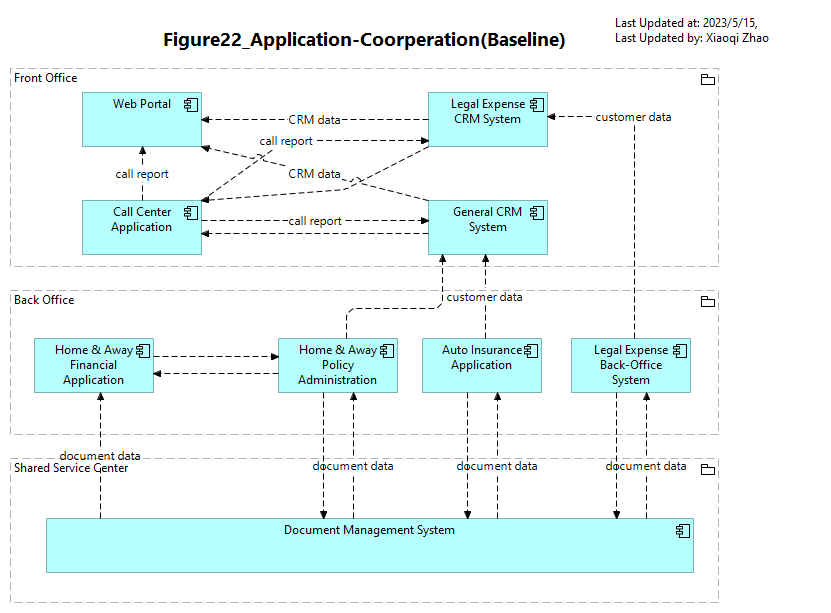 Last Updated at: 2023/5/15,
Last Updated by: Xiaoqi Zhao
Figure22_Application-Coorperation(Baseline)
Front Office
Web Portal
Legal Expense
CRM System
CRM data
customer data
call report
call report
CRM data
Call Center
Application
General CRM
System
call report
Back Office
customer data
Home & Away
Financial
Application
Home & Away
Policy
Administration
Auto Insurance
Application
Legal Expense
Back-Office
System
document data
Shared Service Center
document data
document data
document data
Document Management System